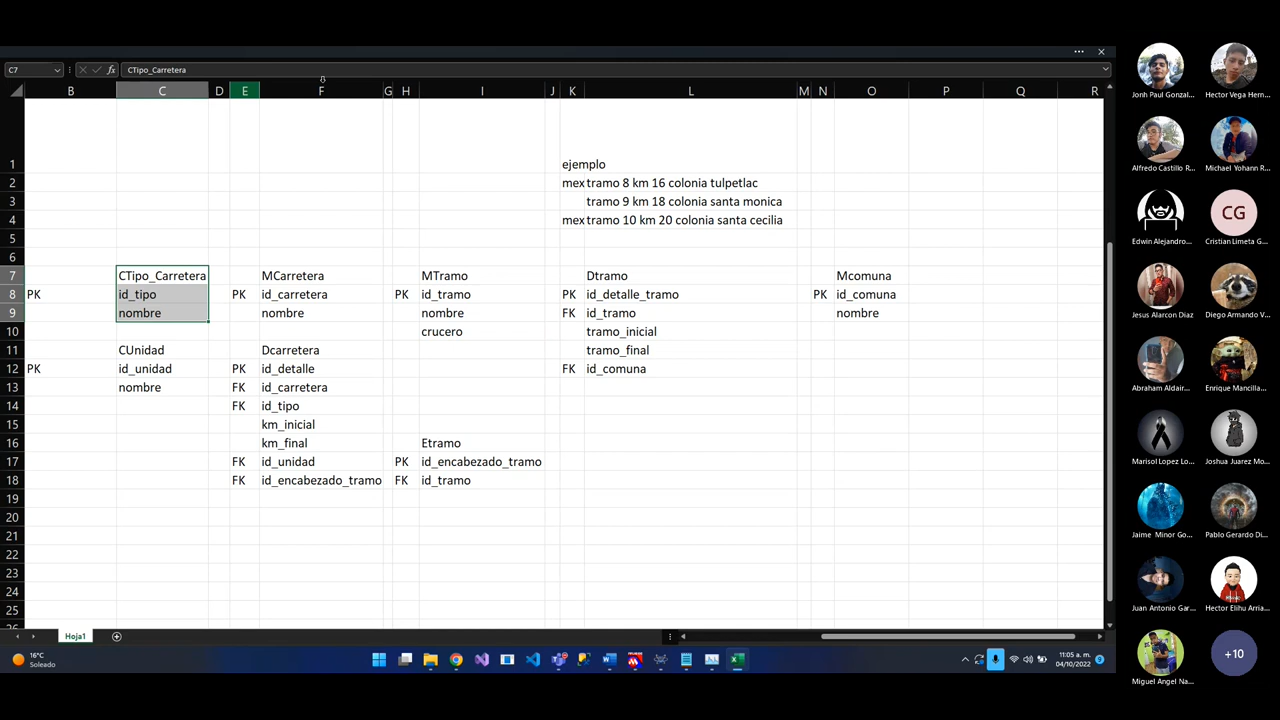 C7
fx
CTipo_Carretera
B C D E F G H I J K L M N O P Q R
1 ejemplo
2 mex tramo 8 km 16 colonia tulpetlac
3 tramo 9 km 18 colonia santa monica
4 mex tramo 10 km 20 colonia santa cecilia
5
6
7 CTipo_Carretera MCarretera MTramo Dtramo Mcomuna
8 PK id_tipo PK id_carretera PK id_tramo PK id_detalle_tramo PK id_comuna
9 nombre nombre nombre FK id_tramo nombre
10 crucero tramo_inicial
11 CUnidad Dcarretera tramo_final
12 PK id_unidad PK id_detalle FK id_comuna
13 nombre FK id_carretera
14 FK id_tipo
15 km_inicial
16 km_final Etramo
17 FK id_unidad PK id_encabezado_tramo
18 FK id_encabezado_tramo FK id_tramo
19
20
21
22
23
24
25
Hoja1
16°C
Soleado
11:05 a. m.
04/10/2022
3
Jonh Paul Gonzal...
Hector Vega Hern...
Alfredo Castillo R...
Michael Yohann R...
Edwin Alejandro...
CG
Cristian Limeta G...
Jesus Alarcon Diaz
Diego Armando V...
Abraham Aldair...
Enrique Mancilla...
Marisol Lopez Lo...
Joshua Juarez Mo...
Jaime Minor Go...
Pablo Gerardo Di...
Juan Antonio Gar...
Hector Elihu Arria...
Miguel Angel Na...
+10